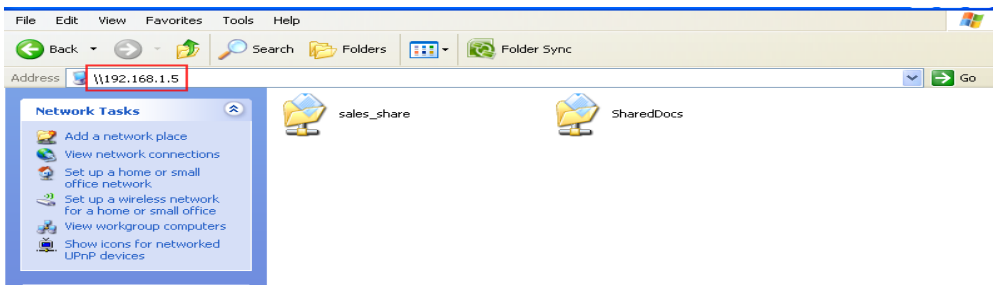 File Edit View Favorites Tools Help
Back Search Folders Folder Sync
Address \\192.168.1.5 Go
Network Tasks
Add a network place
View network connections
Set up a home or small
office network
Set up a wireless network
for a home or small office
View workgroup computers
Show icons for networked
UPnP devices
sales_share
SharedDocs